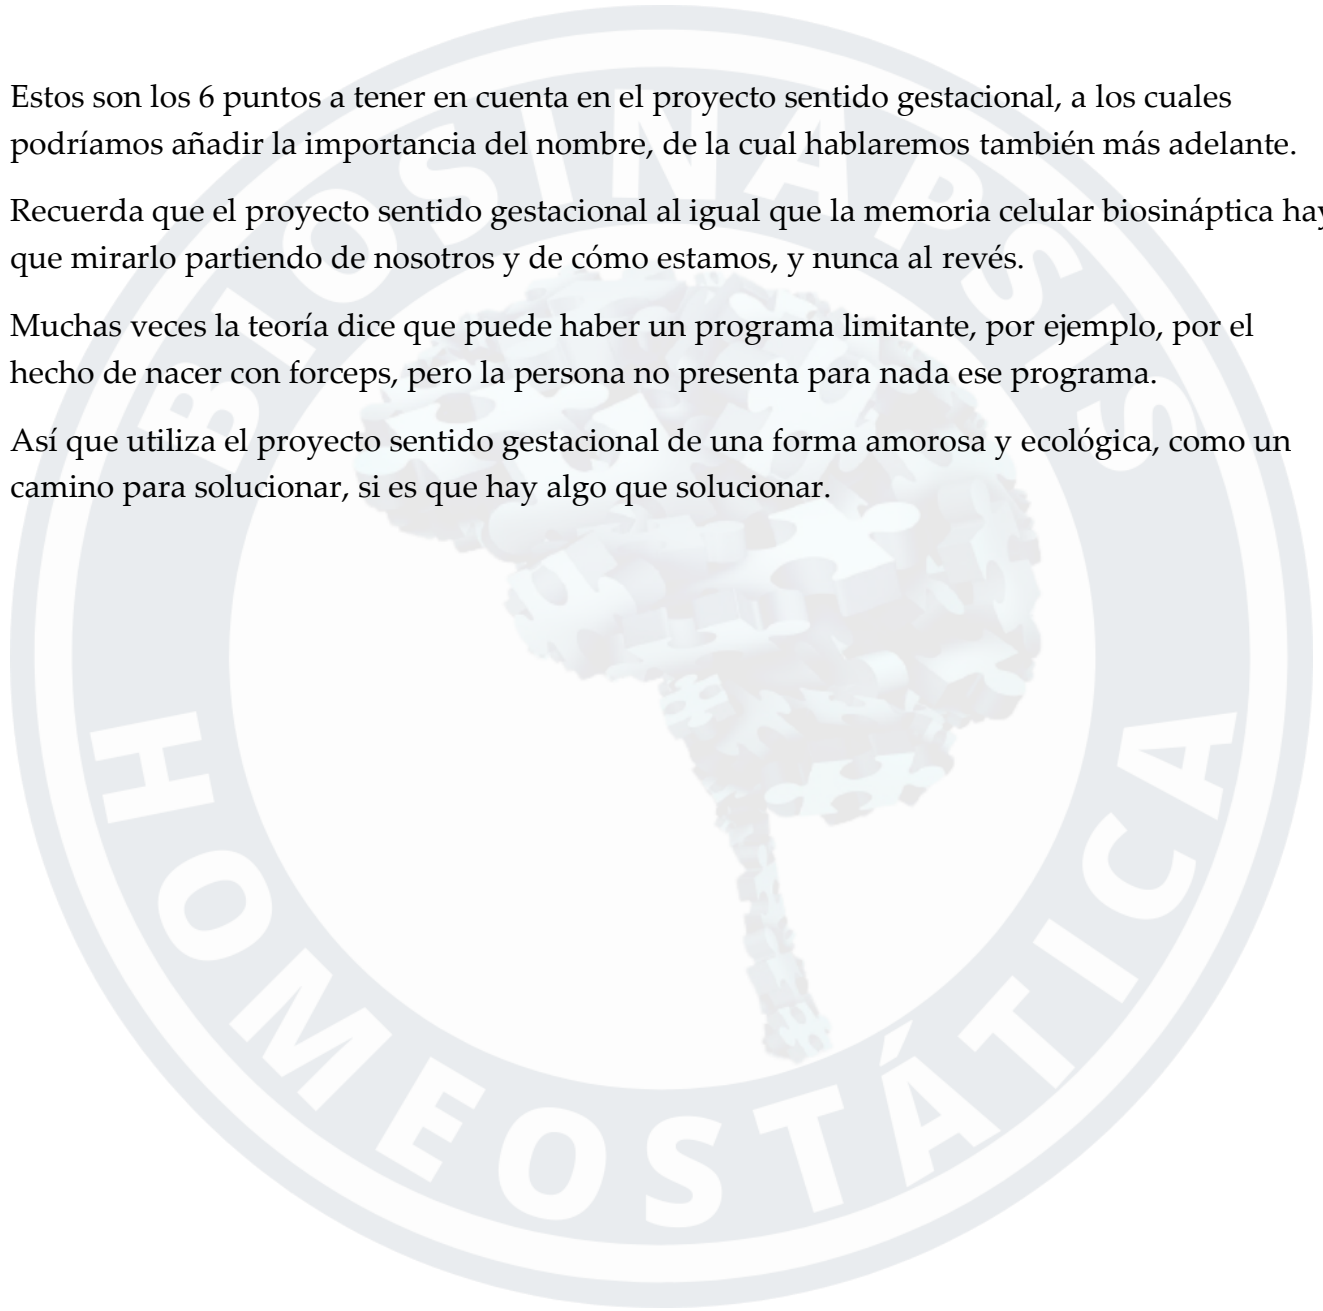 Estos son los 6 puntos a tener en cuenta en el proyecto sentido gestacional, a los cuales
podríamos añadir la importancia del nombre, de la cual hablaremos también más adelante.
Recuerda que el proyecto sentido gestacional al igual que la memoria celular biosináptica hay
que mirarlo partiendo de nosotros y de cómo estamos, y nunca al revés.
Muchas veces la teoría dice que puede haber un programa limitante, por ejemplo, por el
hecho de nacer con forceps, pero la persona no presenta para nada ese programa.
Así que utiliza el proyecto sentido gestacional de una forma amorosa y ecológica, como un
camino para solucionar, si es que hay algo que solucionar.
BIOSINAPSIS
HOMEOSTÁTICA